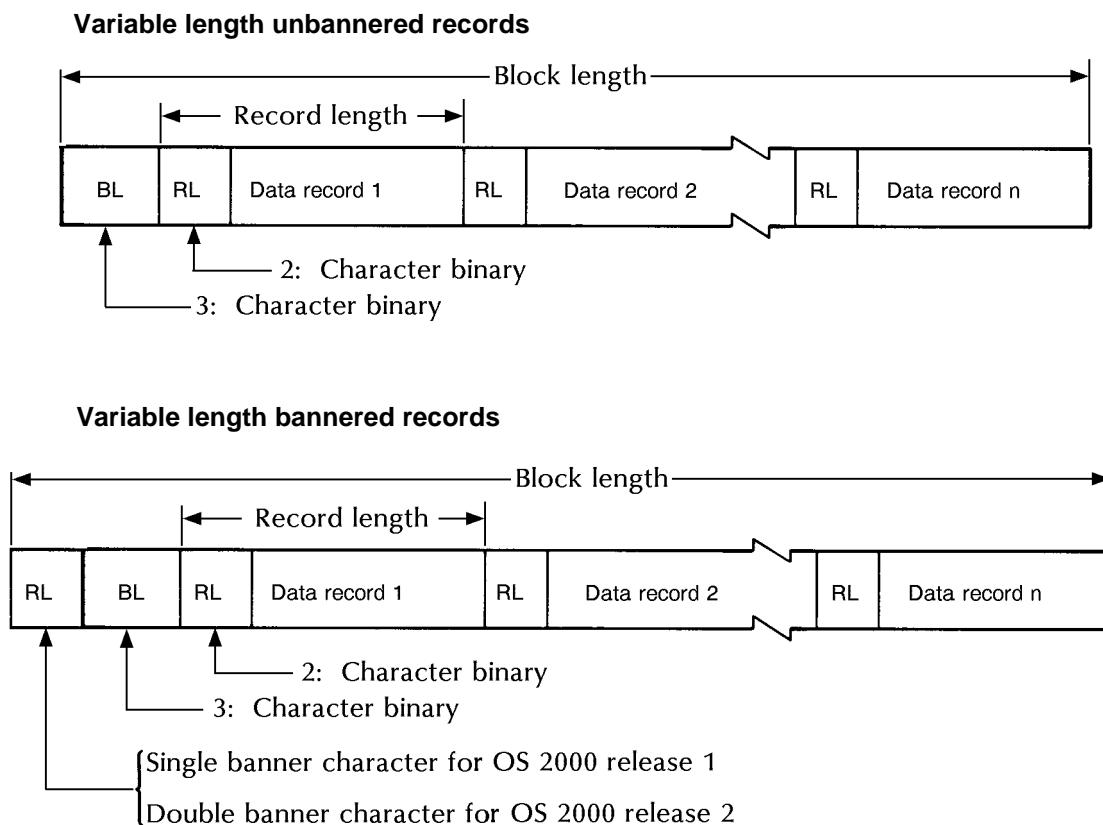 Variable length unbannered records
Block length
Record length
BL RL Data record 1 RL Data record 2 RL Data record n
2: Character binary
3: Character binary
Variable length bannered records
Block length
Record length
RL BL RL Data record 1 RL Data record 2 RL Data record n
2: Character binary
3: Character binary
Single banner character for OS 2000 release 1
Double banner character for OS 2000 release 2